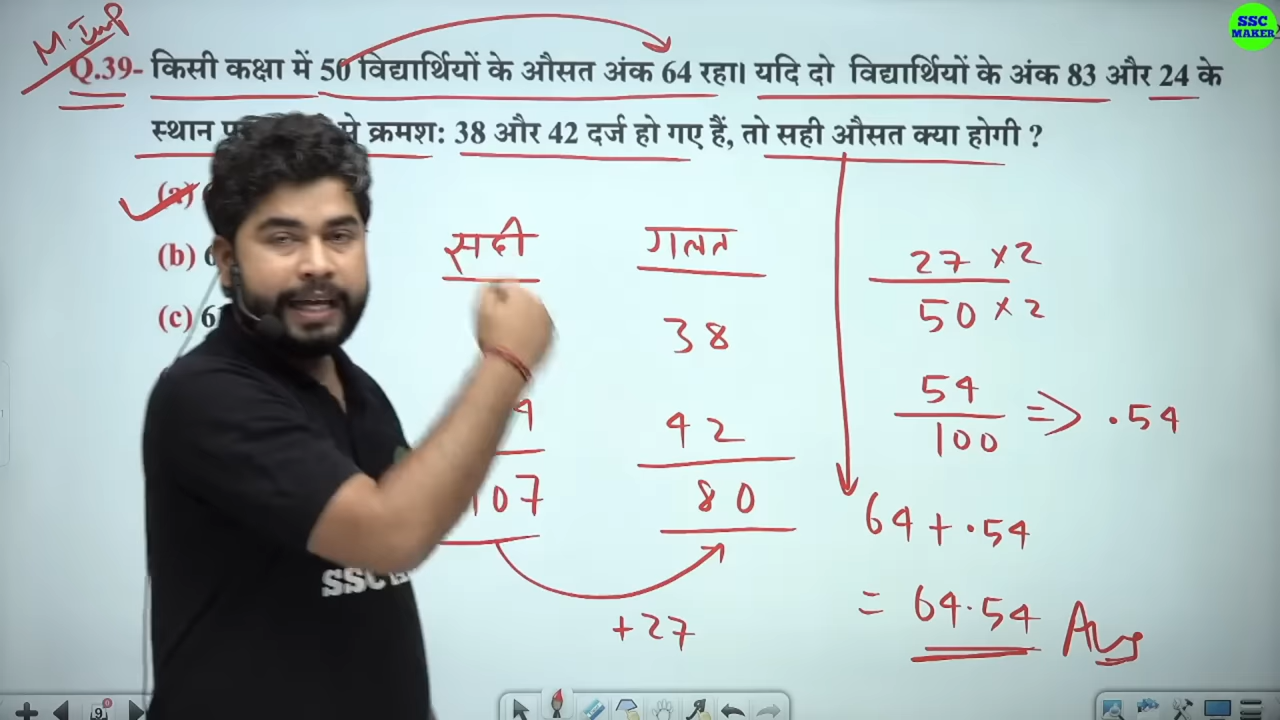 SSC
MAKER
M. Imp
Q.39- किसी कक्षा में 50 विद्यार्थियों के औसत अंक 64 रहा। यदि दो विद्यार्थियों के अंक 83 और 24 के
स्थान क्रमश: 38 और 42 दर्ज हो गए हैं, तो सही औसत क्या होगी ?
(a)
(b) 6
(c) 6
सही गलत
38
42
107 80
+27
27 ×2
50 ×2
54
100 => .54
64 + .54
= 64.54 Ans
SSC